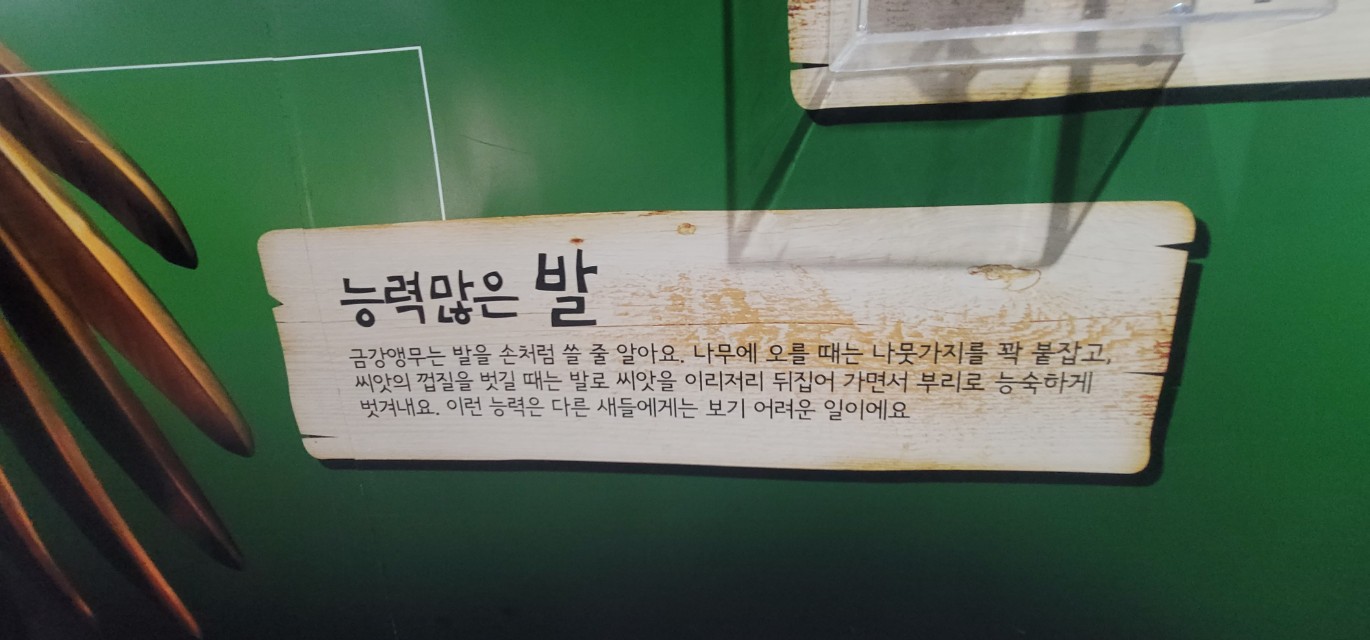 능력많은 발
금강앵무는 발을 손처럼 쓸 줄 알아요. 나무에 오를 때는 나뭇가지를 꽉 붙잡고,
씨앗의 껍질을 벗길 때는 발로 씨앗을 이리저리 뒤집어 가면서 부리로 능숙하게
벗겨내요. 이런 능력은 다른 새들에게는 보기 어려운 일이에요